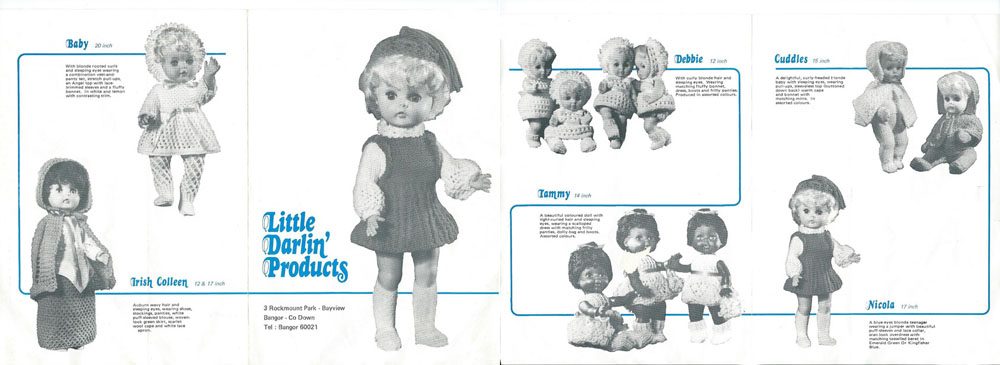 Baby 20 inch
With blonde rooted curls
and sleeping eyes wearing
a combination vest and
panty set, stretch pull-ups,
an Angel top with lace
trimmed sleeves and a fluffy
bonnet. In white and lemon
with contrasting trim.
Irish Colleen 12 & 17 inch
Auburn wavy hair and
sleeping eyes, wearing shoes,
stockings, panties, white
puff sleeved blouse, woven-
look green skirt, scarlet
wool cape and white lace
apron.
Little
Darlin'
Products
3 Rockmount Park - Bayview
Bangor - Co Down
Tel : Bangor 60021
Debbie 12 inch
With curly blonde hair and
sleeping eyes. Wearing
matching fluffy bonnet,
dress, boots and frilly panties.
Produced in assorted colours.
Tammy 14 inch
A beautiful coloured doll with
tight-curled hair and sleeping
eyes, wearing a scalloped
dress with matching frilly
panties, dolly bag and boots.
Assorted colours.
Cuddles 15 inch
A delightful, curly headed blonde
baby with sleeping eyes, wearing
pull-ups, sleeveless top (buttoned
down back) warm cape
and bonnet with
matching mitts. In
assorted colours.
Nicola 17 inch
A blue eyed blonde teenager
wearing a jumper with beautiful
puff sleeves and lace collar,
aran look overdress with
matching tasselled beret in
Emerald Green Or Kingfisher
Blue.